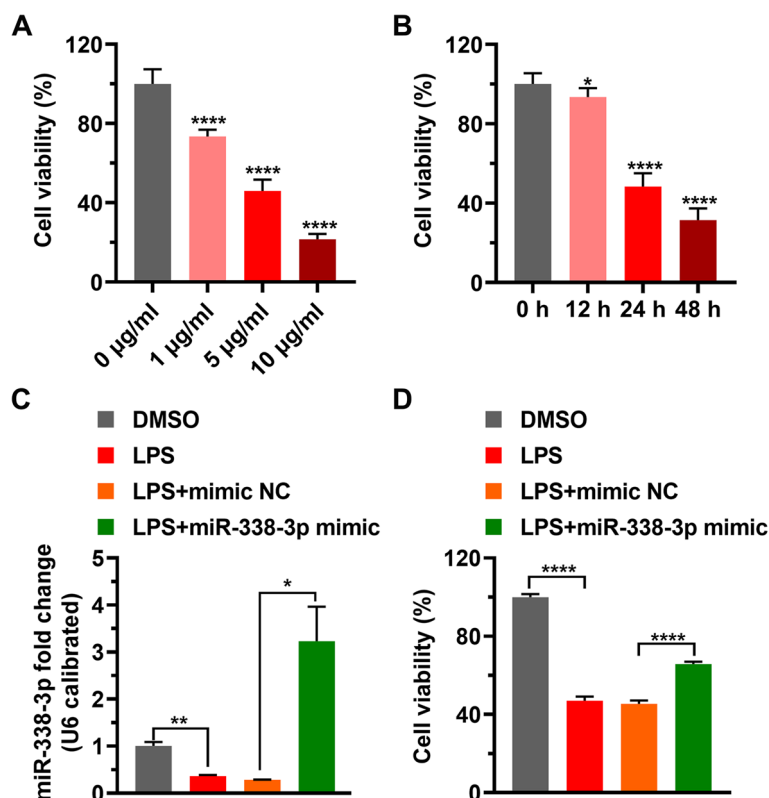 A
Cell viability (%)
120
80
40
0
****
****
****
0 µg/ml
1 µg/ml
5 µg/ml
10 µg/ml
B
Cell viability (%)
120
80
40
0
*
****
****
0 h 12 h 24 h 48 h
C
DMSO
LPS
LPS+mimic NC
LPS+miR-338-3p mimic
miR-338-3p fold change
(U6 calibrated)
5
4
3
2
1
0
**
*
D
DMSO
LPS
LPS+mimic NC
LPS+miR-338-3p mimic
Cell viability (%)
120
80
40
0
****
****